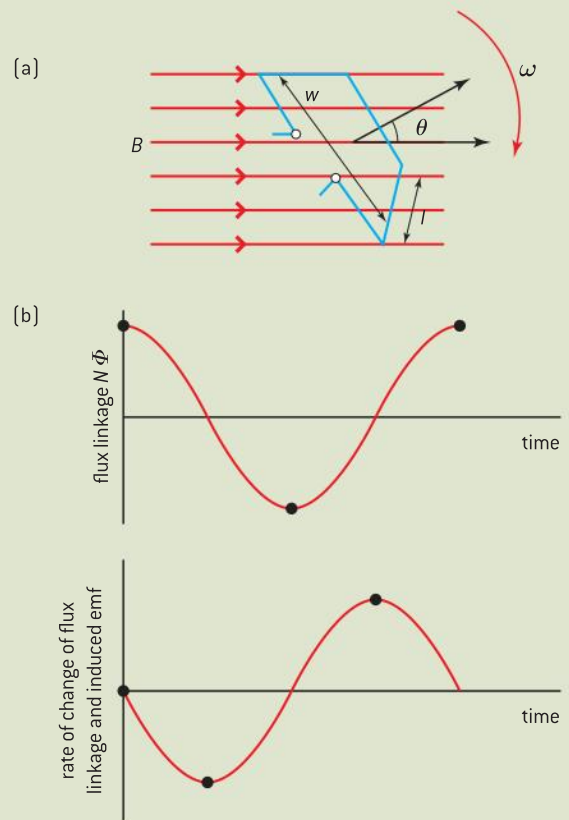 (a)
w
ω
B
θ
l
(b)
flux linkage N Φ
time
rate of change of flux
linkage and induced emf
time